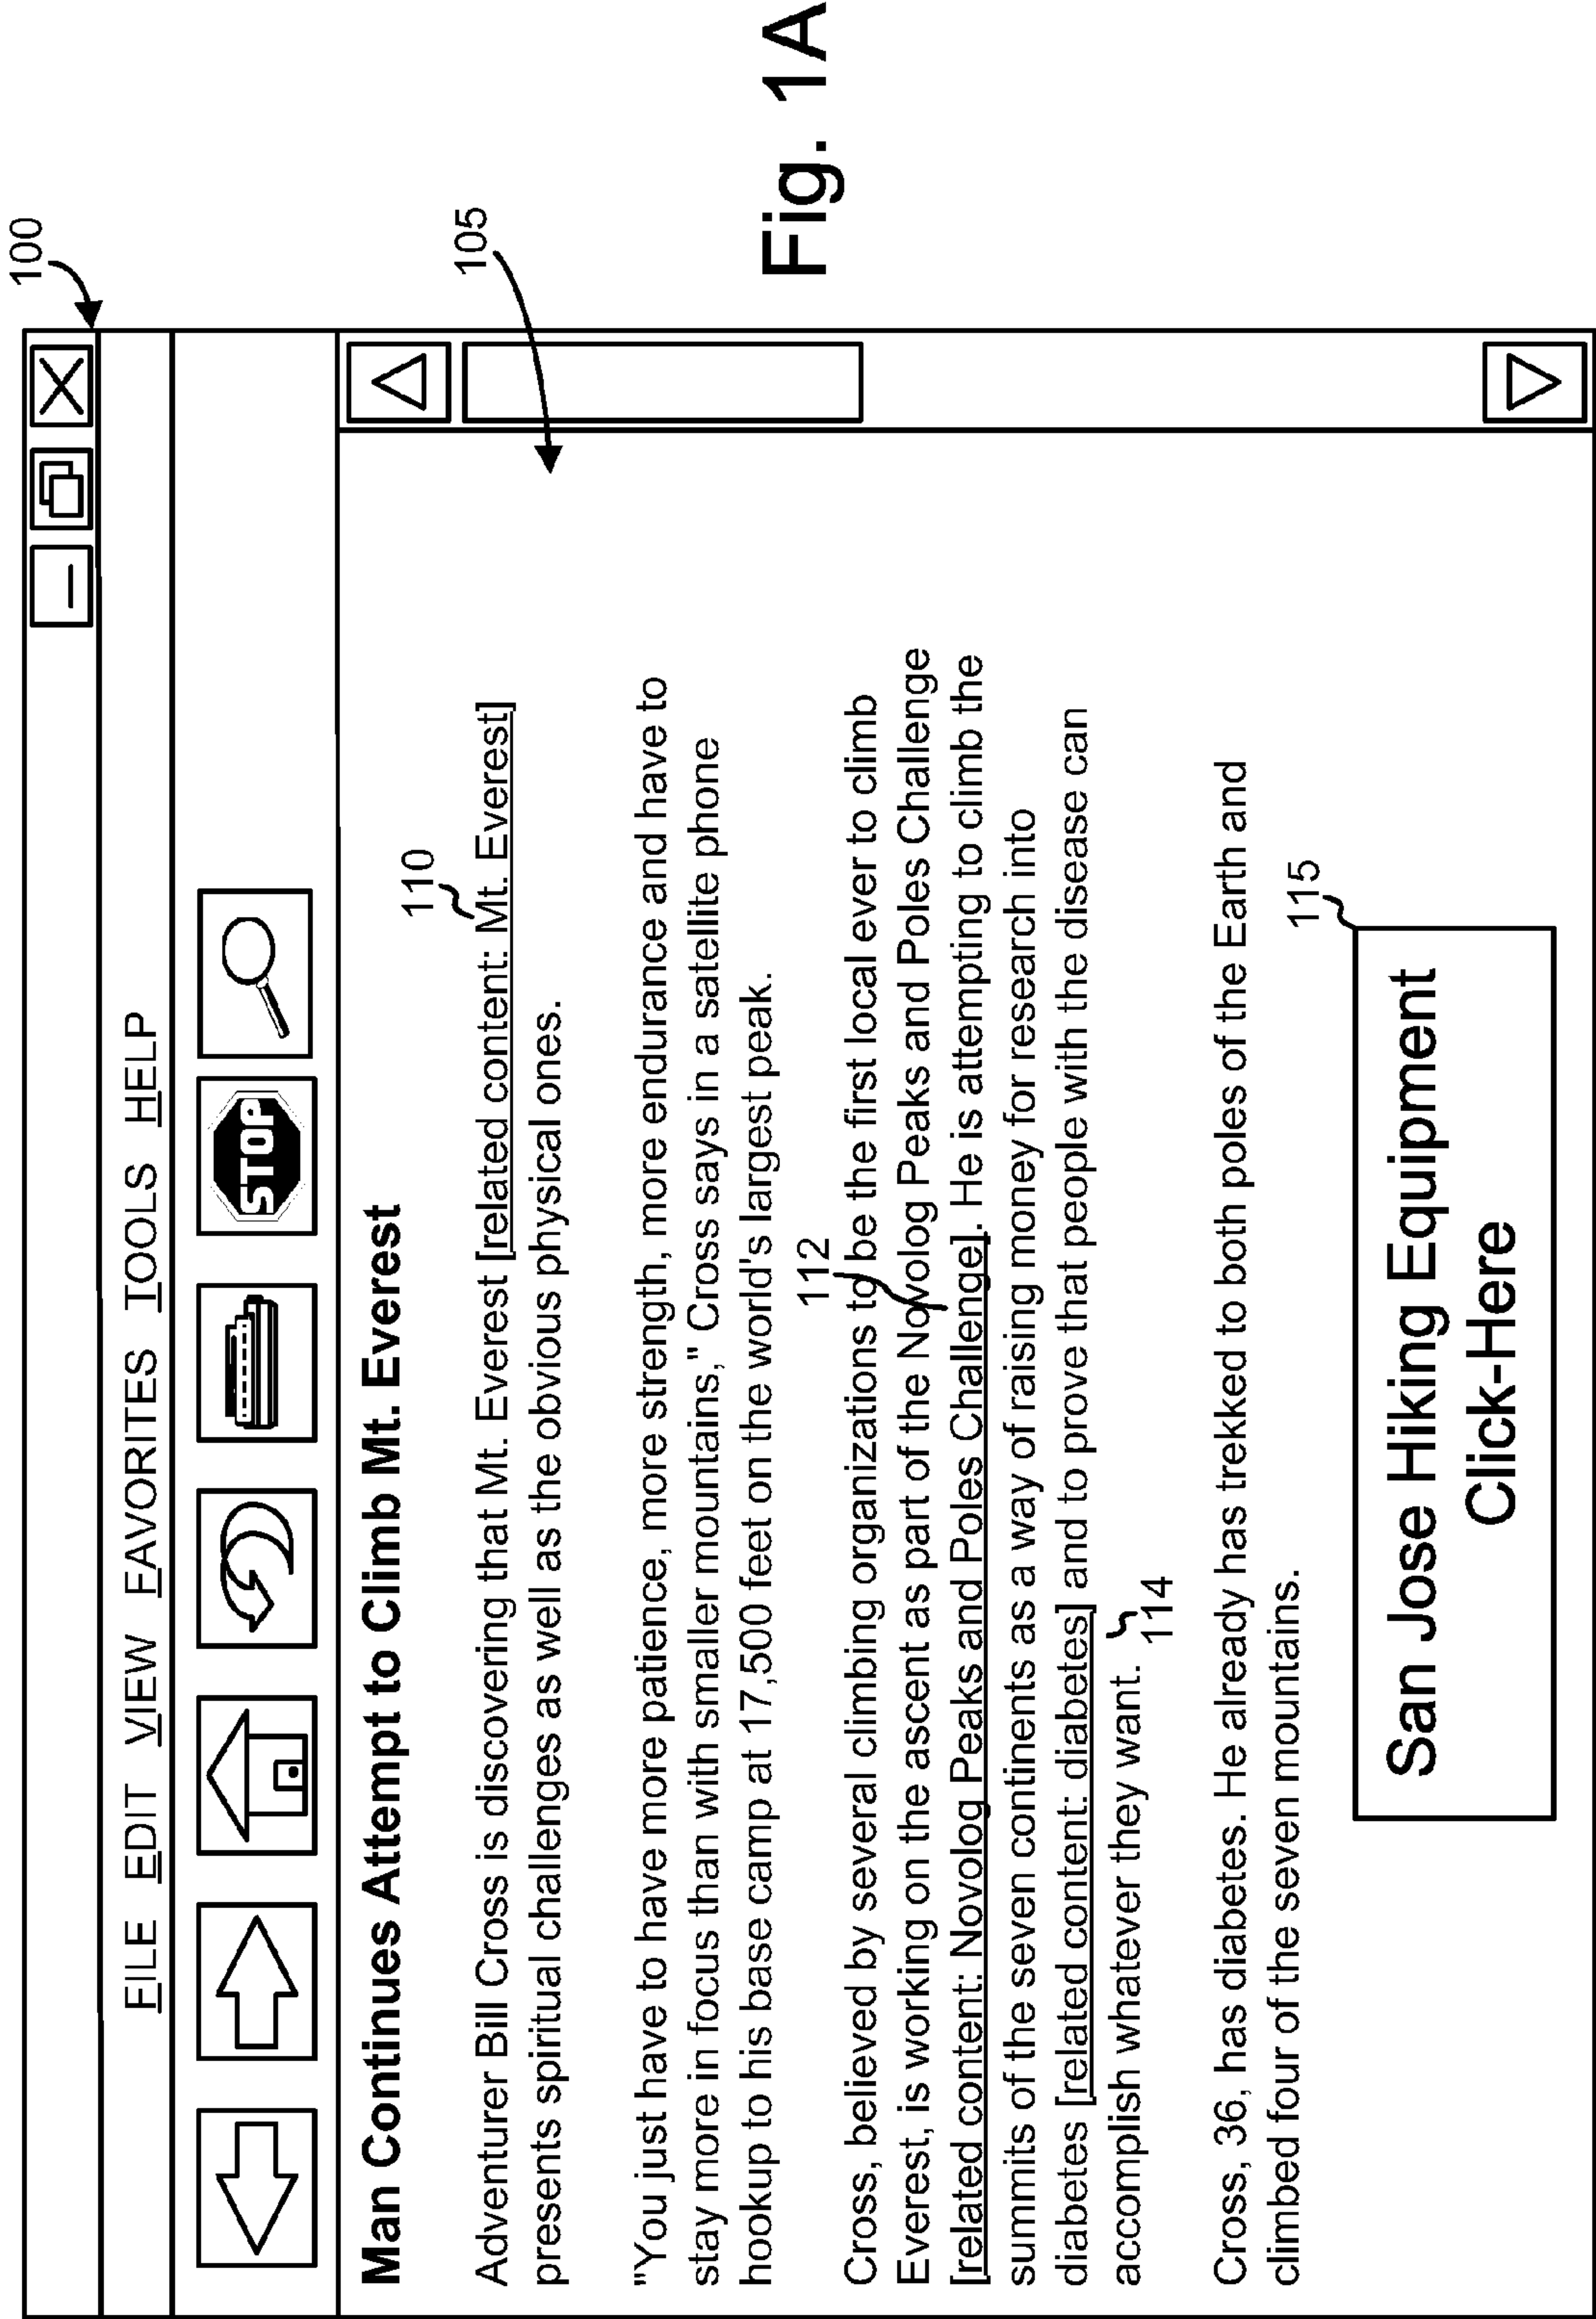 100
FILE EDIT VIEW FAVORITES TOOLS HELP
STOP
Man Continues Attempt to Climb Mt. Everest
110
105
Adventurer Bill Cross is discovering that Mt. Everest [related content: Mt. Everest]
presents spiritual challenges as well as the obvious physical ones.
"You just have to have more patience, more strength, more endurance and have to
stay more in focus than with smaller mountains," Cross says in a satellite phone
hookup to his base camp at 17,500 feet on the world's largest peak.
112
Cross, believed by several climbing organizations to be the first local ever to climb
Everest, is working on the ascent as part of the Novolog Peaks and Poles Challenge
[related content: Novolog Peaks and Poles Challenge]. He is attempting to climb the
summits of the seven continents as a way of raising money for research into
diabetes [related content: diabetes] and to prove that people with the disease can
accomplish whatever they want.
114
Cross, 36, has diabetes. He already has trekked to both poles of the Earth and
climbed four of the seven mountains.
115
San Jose Hiking Equipment
Click-Here
Fig. 1A